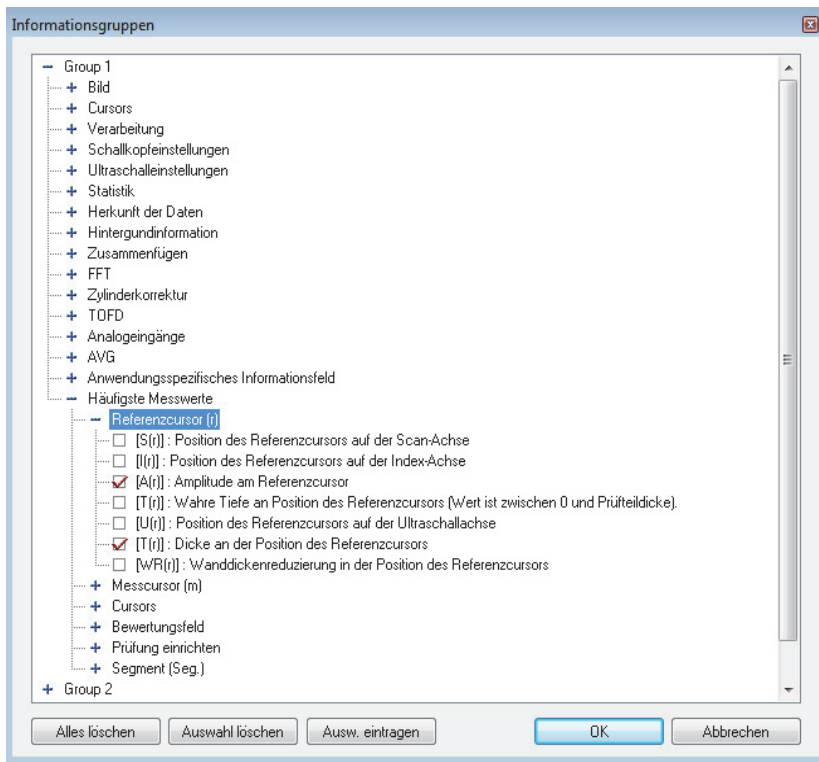 Informationsgruppen
Group 1
Bild
Cursors
Verarbeitung
Schallkopfeinstellungen
Ultraschalleinstellungen
Statistik
Herkunft der Daten
Hintergrundinformation
Zusammenfügen
FFT
Zylinderkorrektur
TOFD
Analogeingänge
AVG
Anwendungsspezifisches Informationsfeld
Häufigste Messwerte
Referenzcursor (r)
[S(r)] : Position des Referenzcursors auf der Scan-Achse
[I(r)] : Position des Referenzcursors auf der Index-Achse
[A(r)] : Amplitude am Referenzcursor
[T(r)] : Wahre Tiefe an Position des Referenzcursors (Wert ist zwischen 0 und Prüfteildicke).
[U(r)] : Position des Referenzcursors auf der Ultraschallachse
[T(r)] : Dicke an der Position des Referenzcursors
[WR(r)] : Wanddickenreduzierung in der Position des Referenzcursors
Messcursor (m)
Cursors
Bewertungsfeld
Prüfung einrichten
Segment (Seg.)
Group 2
Alles löschen Auswahl löschen Ausw. eintragen OK Abbrechen